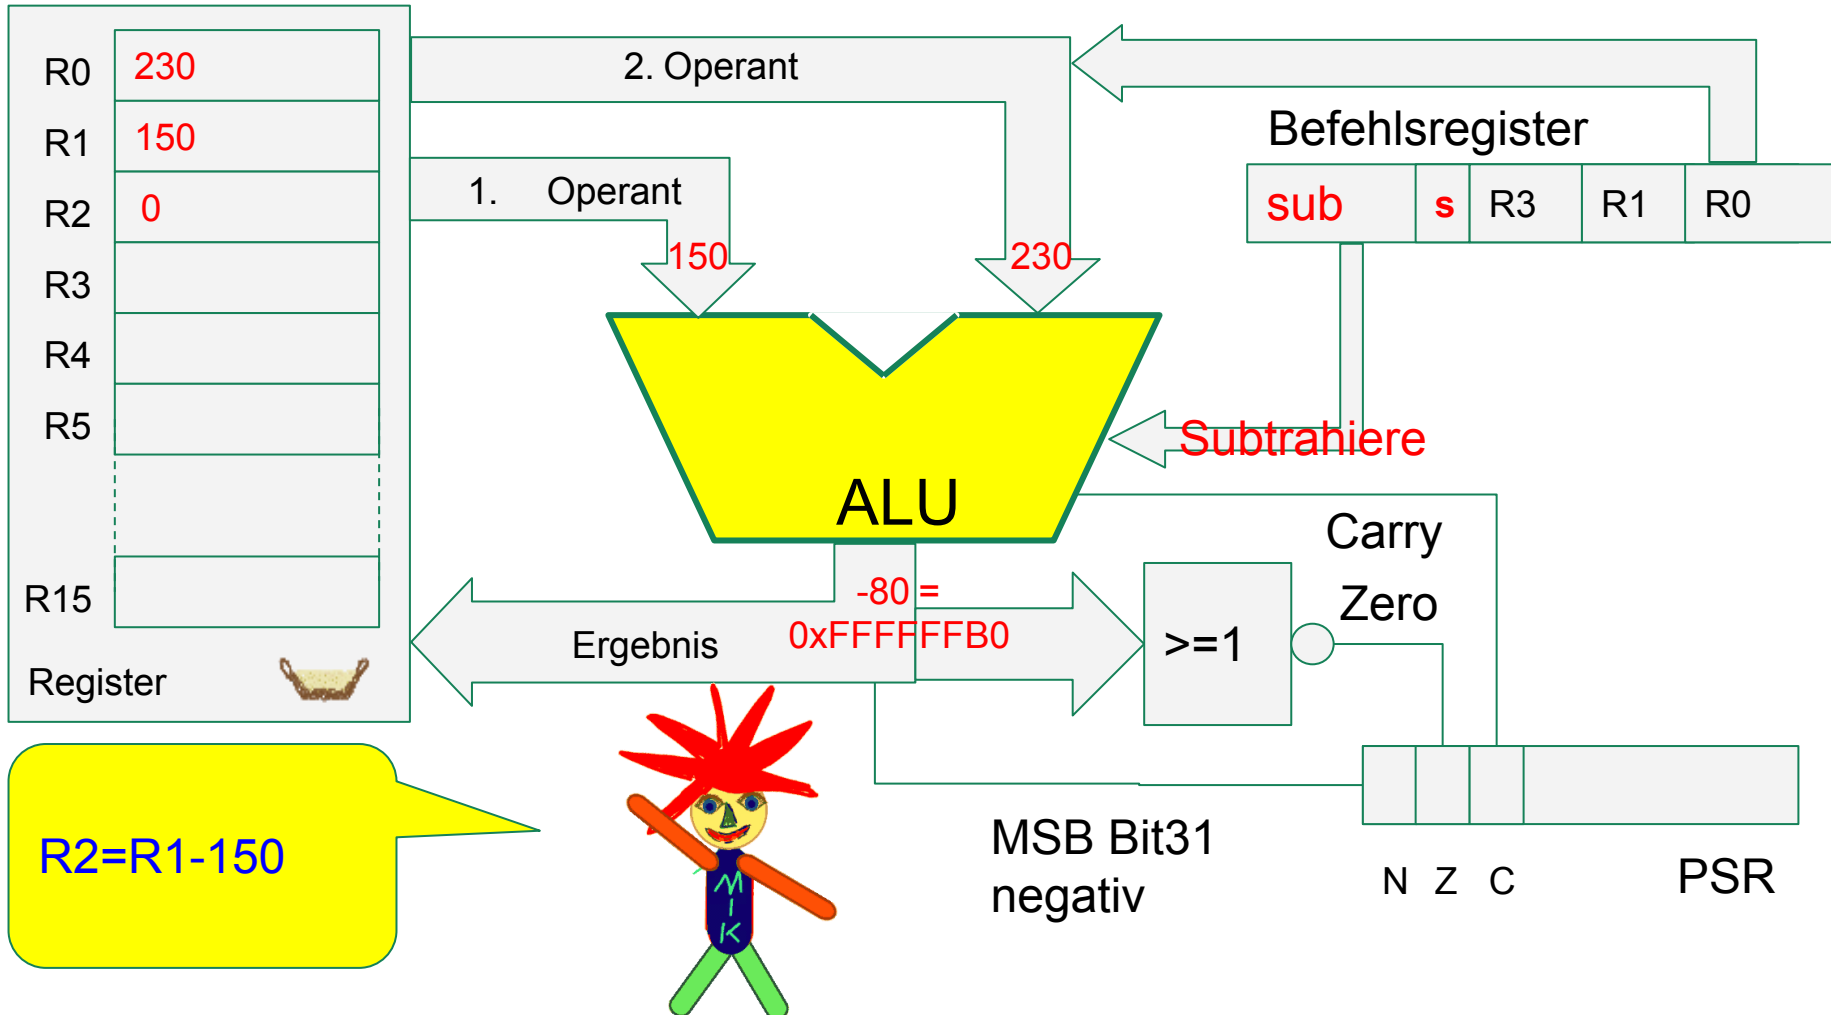 R0 230
R1 150
R2 0
R3
R4
R5
R15
Register
2. Operant
1. Operant
150
230
Befehlsregister
sub s R3 R1 R0
Subtrahiere
ALU
Carry
Zero
-80 =
0xFFFFFFB0
Ergebnis
>=1
R2=R1-150
M
I
K
MSB Bit31
negativ
N Z C
PSR